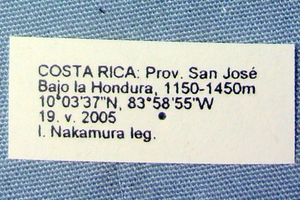 COSTA RICA: Prov. San José
Bajo la Hondura, 1150-1450m
10°03'37"N, 83°58'55"W
19. v. 2005
I. Nakamura leg.